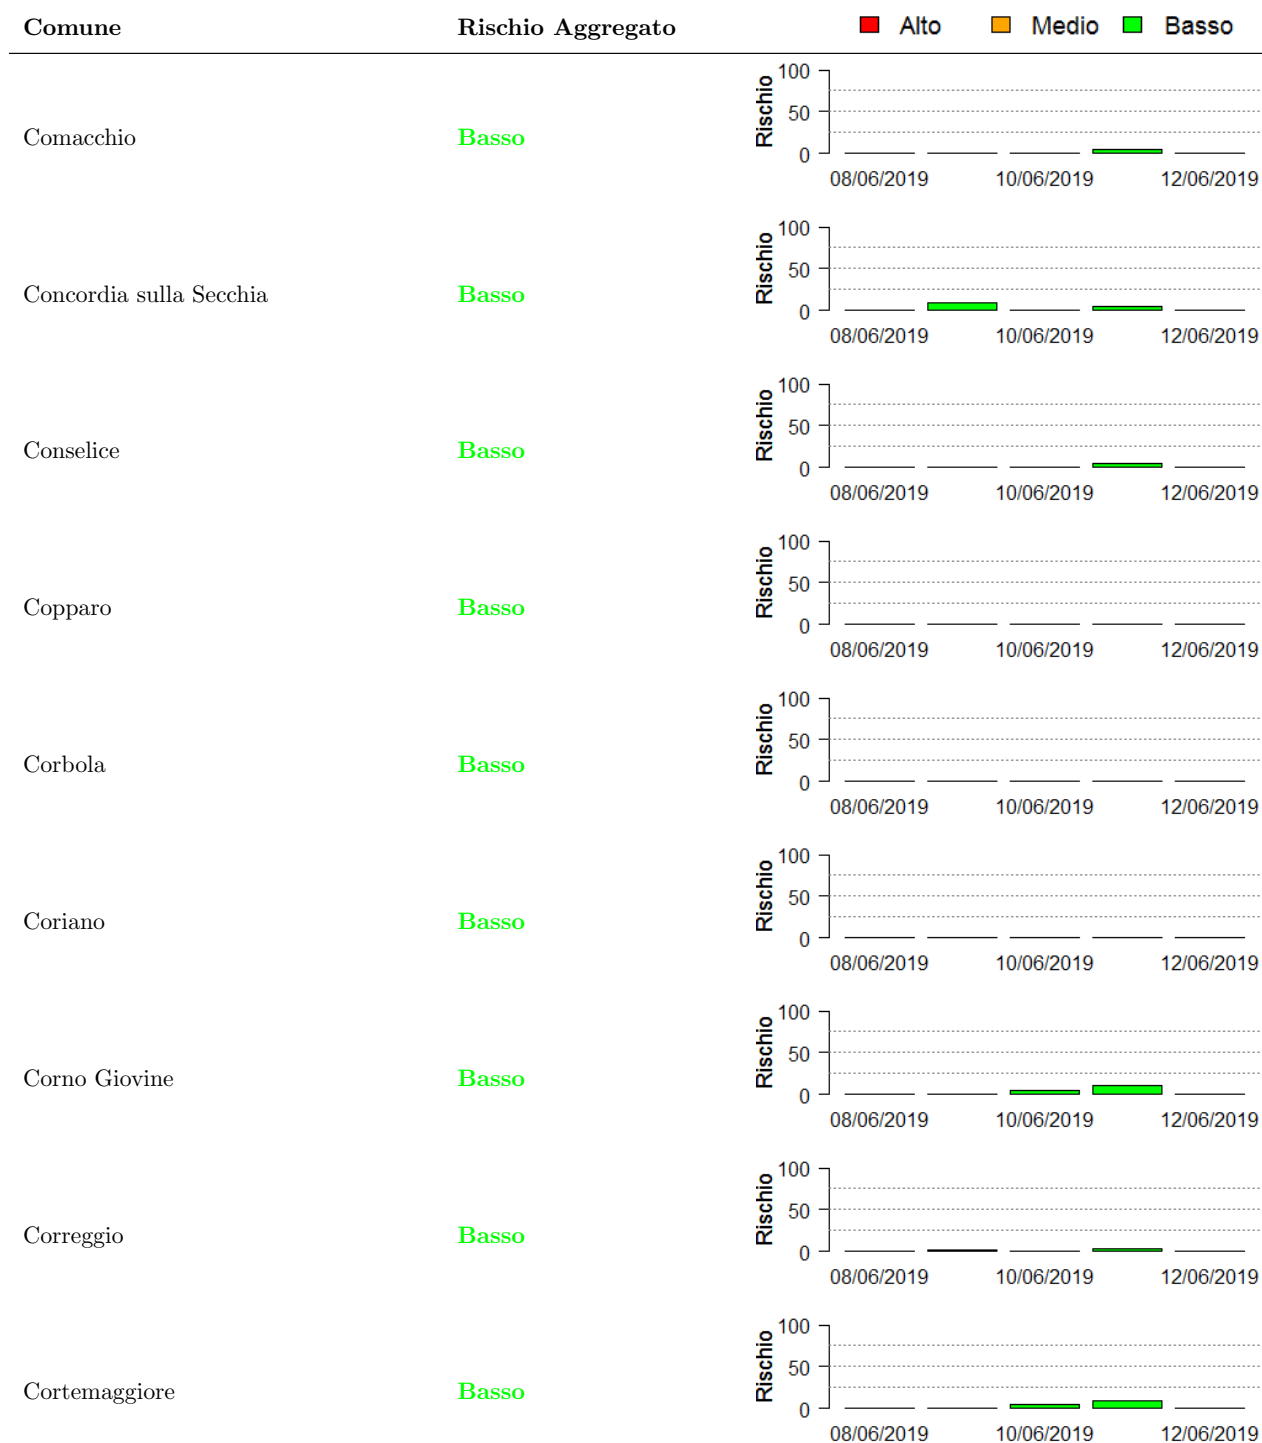 Comune Rischio Aggregato Alto Medio Basso
100
Rischio
50
Comacchio Basso
0
08/06/2019 10/06/2019 12/06/2019
100
Rischio
50
Concordia sulla Secchia Basso
0
08/06/2019 10/06/2019 12/06/2019
100
Rischio
50
Conselice Basso
0
08/06/2019 10/06/2019 12/06/2019
100
Rischio
50
Copparo Basso
0
08/06/2019 10/06/2019 12/06/2019
100
Rischio
50
Corbola Basso
0
08/06/2019 10/06/2019 12/06/2019
100
Rischio
50
Coriano Basso
0
08/06/2019 10/06/2019 12/06/2019
100
Rischio
50
Corno Giovine Basso
0
08/06/2019 10/06/2019 12/06/2019
100
Rischio
50
Correggio Basso
0
08/06/2019 10/06/2019 12/06/2019
100
Rischio
50
Cortemaggiore Basso
0
08/06/2019 10/06/2019 12/06/2019